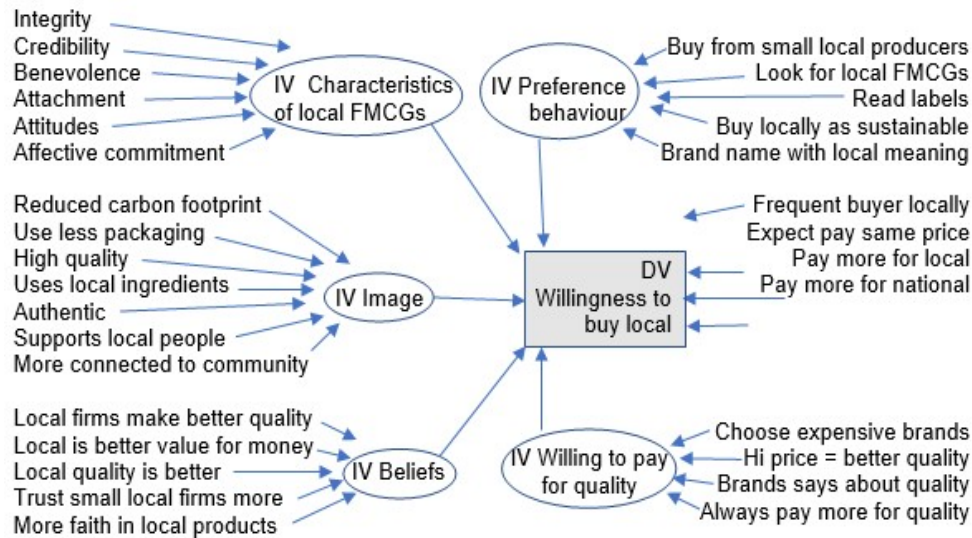 Integrity
Credibility
Benevolence
Attachment
Attitudes
Affective commitment
IV Characteristics
of local FMCGs
IV Preference
behaviour
Buy from small local producers
Look for local FMCGs
Read labels
Buy locally as sustainable
Brand name with local meaning
Reduced carbon footprint
Use less packaging
High quality
Uses local ingredients
Authentic
Supports local people
More connected to community
IV Image
DV
Willingness to
buy local
Frequent buyer locally
Expect pay same price
Pay more for local
Pay more for national
Local firms make better quality
Local is better value for money
Local quality is better
Trust small local firms more
More faith in local products
IV Beliefs
IV Willing to pay
for quality
Choose expensive brands
Hi price = better quality
Brands says about quality
Always pay more for quality